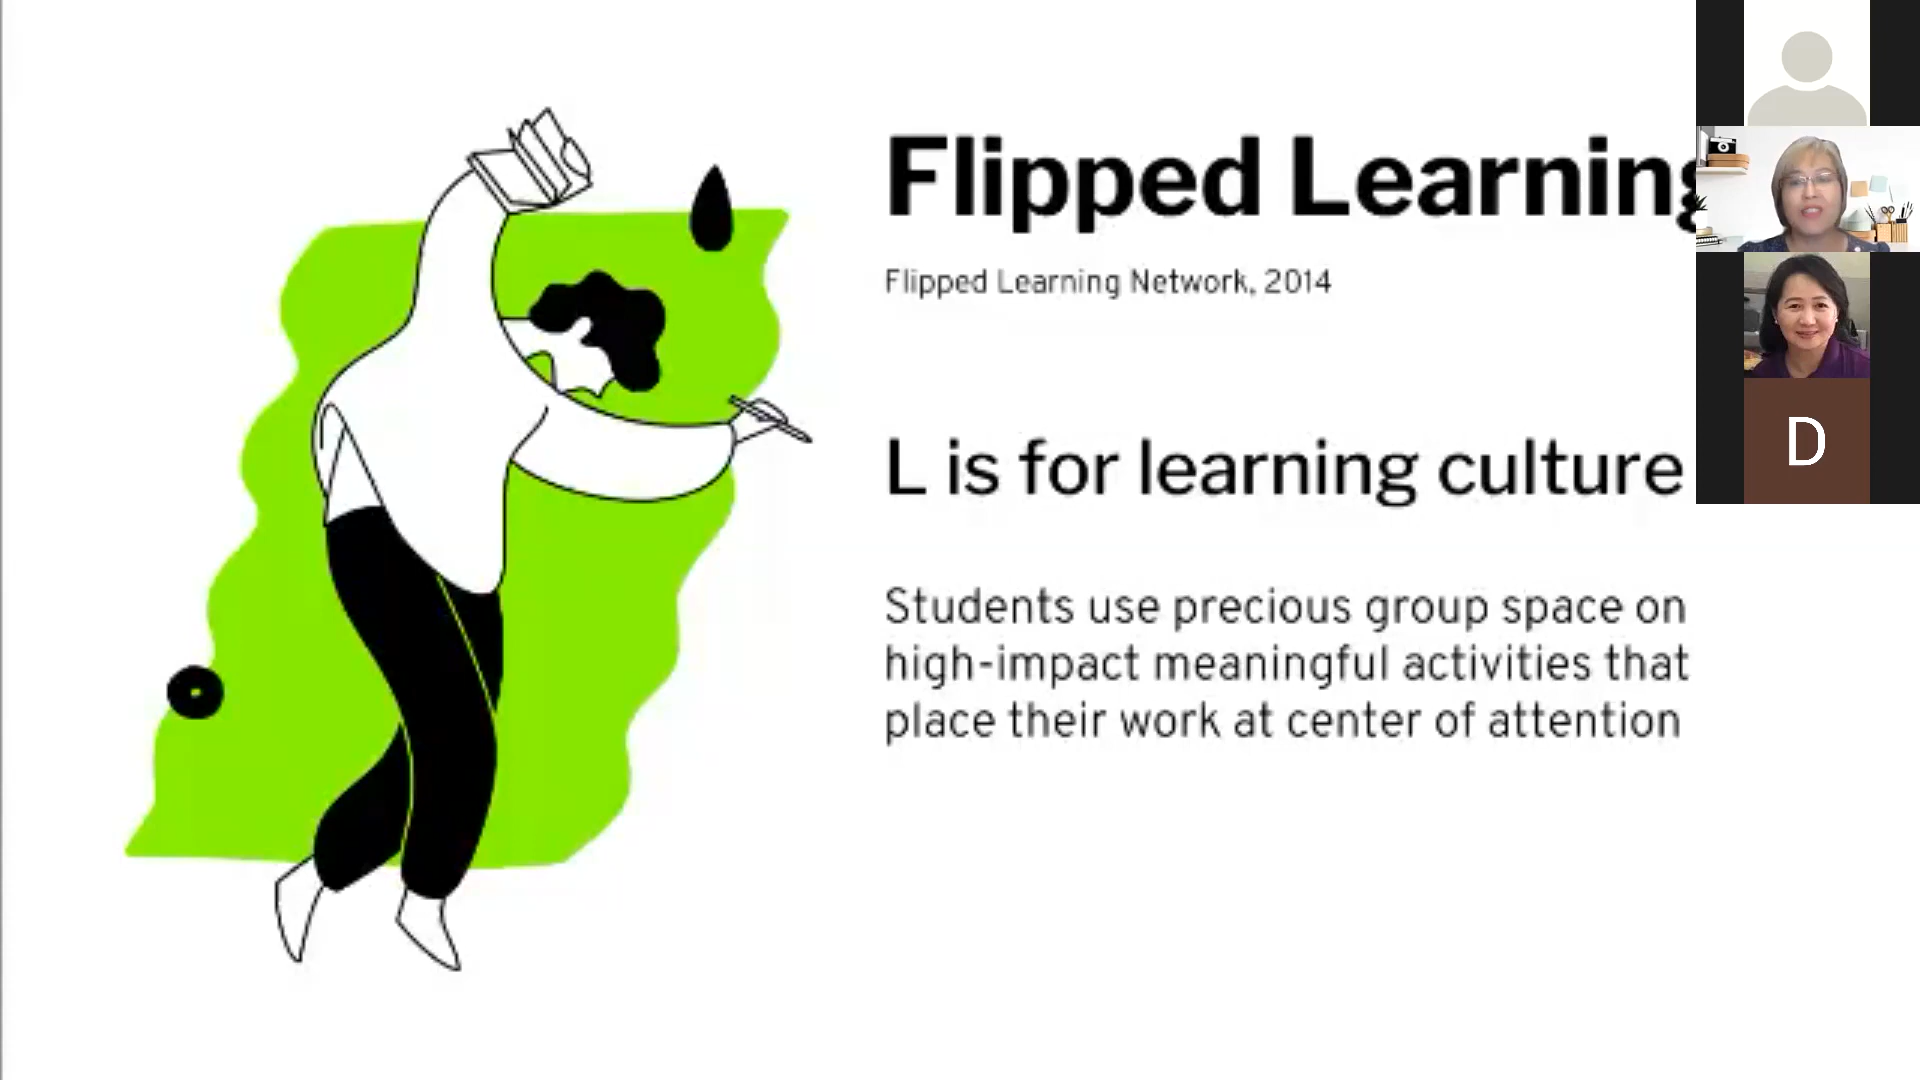 Flipped Learning
Flipped Learning Network, 2014
L is for learning culture
Students use precious group space on
high-impact meaningful activities that
place their work at center of attention
D